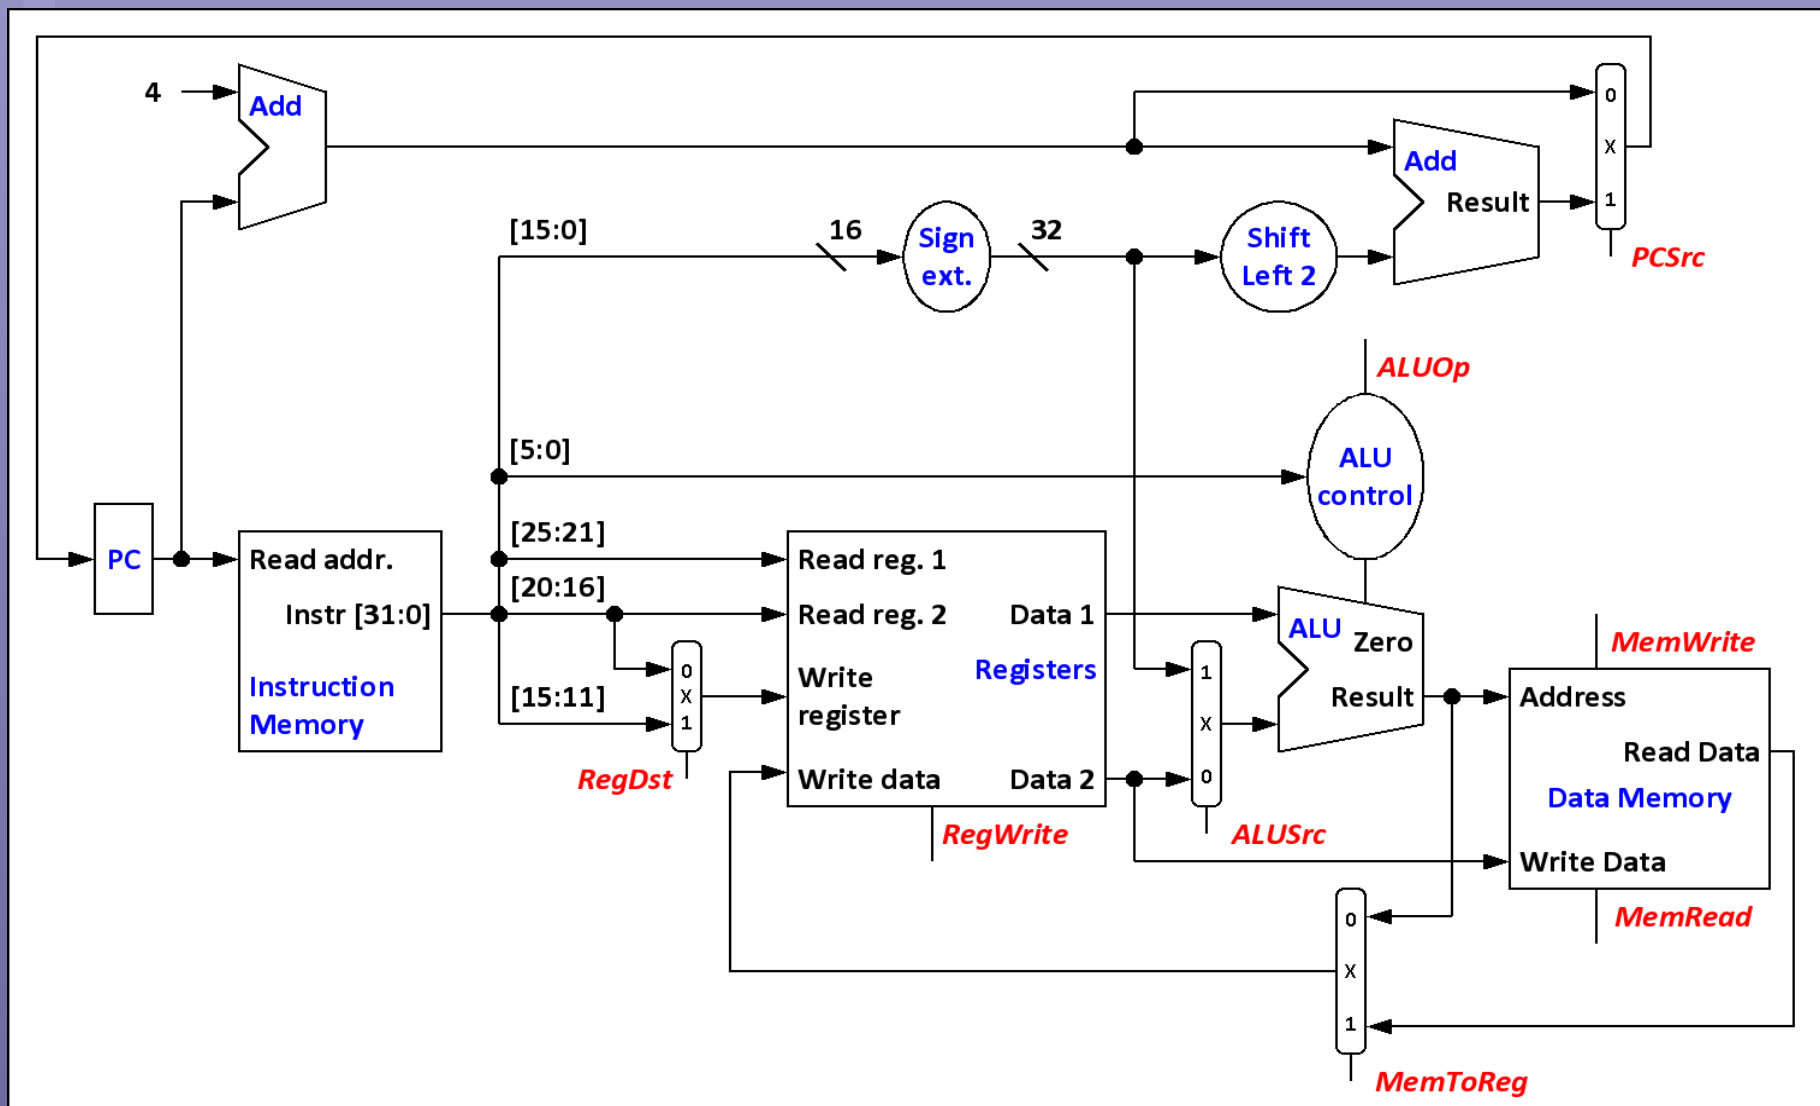 4
Add
0
X
1
PCSrc
Add
Result
[15:0]
16
Sign
ext.
32
Shift
Left 2
ALUOp
ALU
control
[5:0]
PC
Read addr.
Instr [31:0]
Instruction
Memory
[25:21]
[20:16]
[15:11]
0
X
1
RegDst
Read reg. 1
Read reg. 2
Write
register
Write data
Data 1
Registers
Data 2
RegWrite
1
X
0
ALUSrc
ALU
Zero
Result
MemWrite
Address
Read Data
Data Memory
Write Data
MemRead
0
X
1
MemToReg